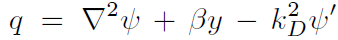 q = ∇²ψ + βy − k_D²ψ′